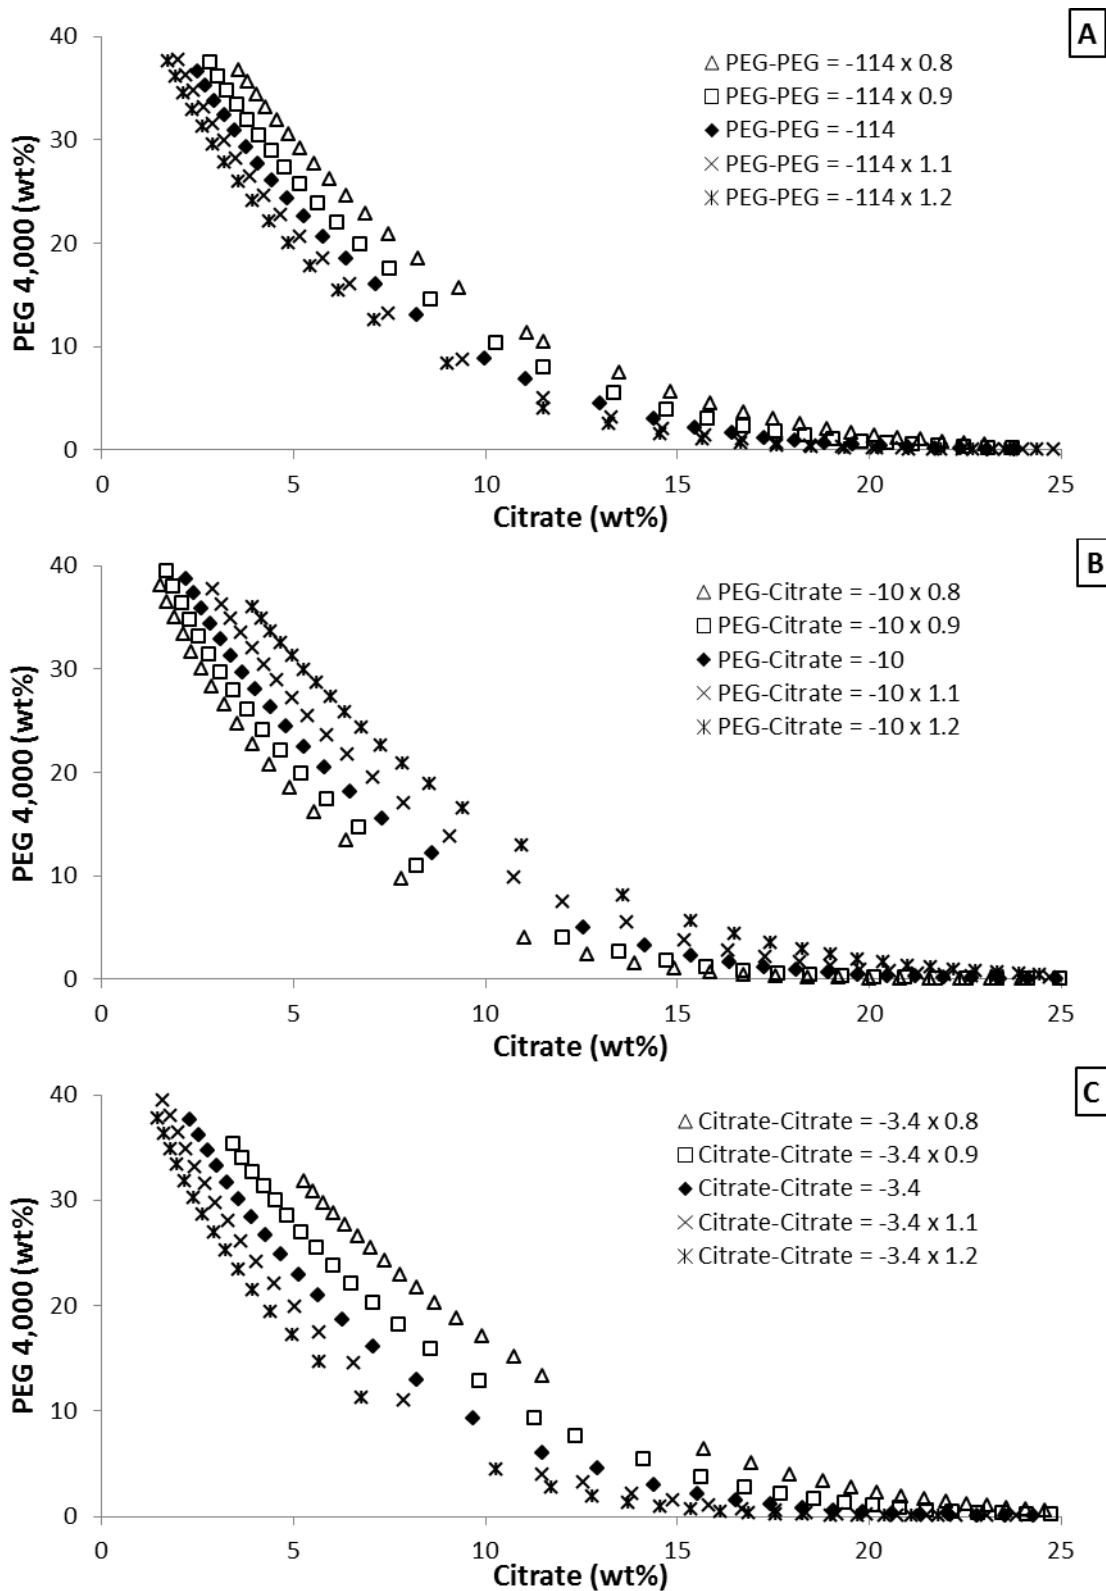 A
40
30
20
10
0
PEG 4,000 (wt%)
PEG-PEG = -114 x 0.8
PEG-PEG = -114 x 0.9
PEG-PEG = -114
PEG-PEG = -114 x 1.1
PEG-PEG = -114 x 1.2
0 5 10 15 20 25
Citrate (wt%)
B
40
30
20
10
0
PEG 4,000 (wt%)
PEG-Citrate = -10 x 0.8
PEG-Citrate = -10 x 0.9
PEG-Citrate = -10
PEG-Citrate = -10 x 1.1
PEG-Citrate = -10 x 1.2
0 5 10 15 20 25
Citrate (wt%)
C
40
30
20
10
0
PEG 4,000 (wt%)
Citrate-Citrate = -3.4 x 0.8
Citrate-Citrate = -3.4 x 0.9
Citrate-Citrate = -3.4
Citrate-Citrate = -3.4 x 1.1
Citrate-Citrate = -3.4 x 1.2
0 5 10 15 20 25
Citrate (wt%)